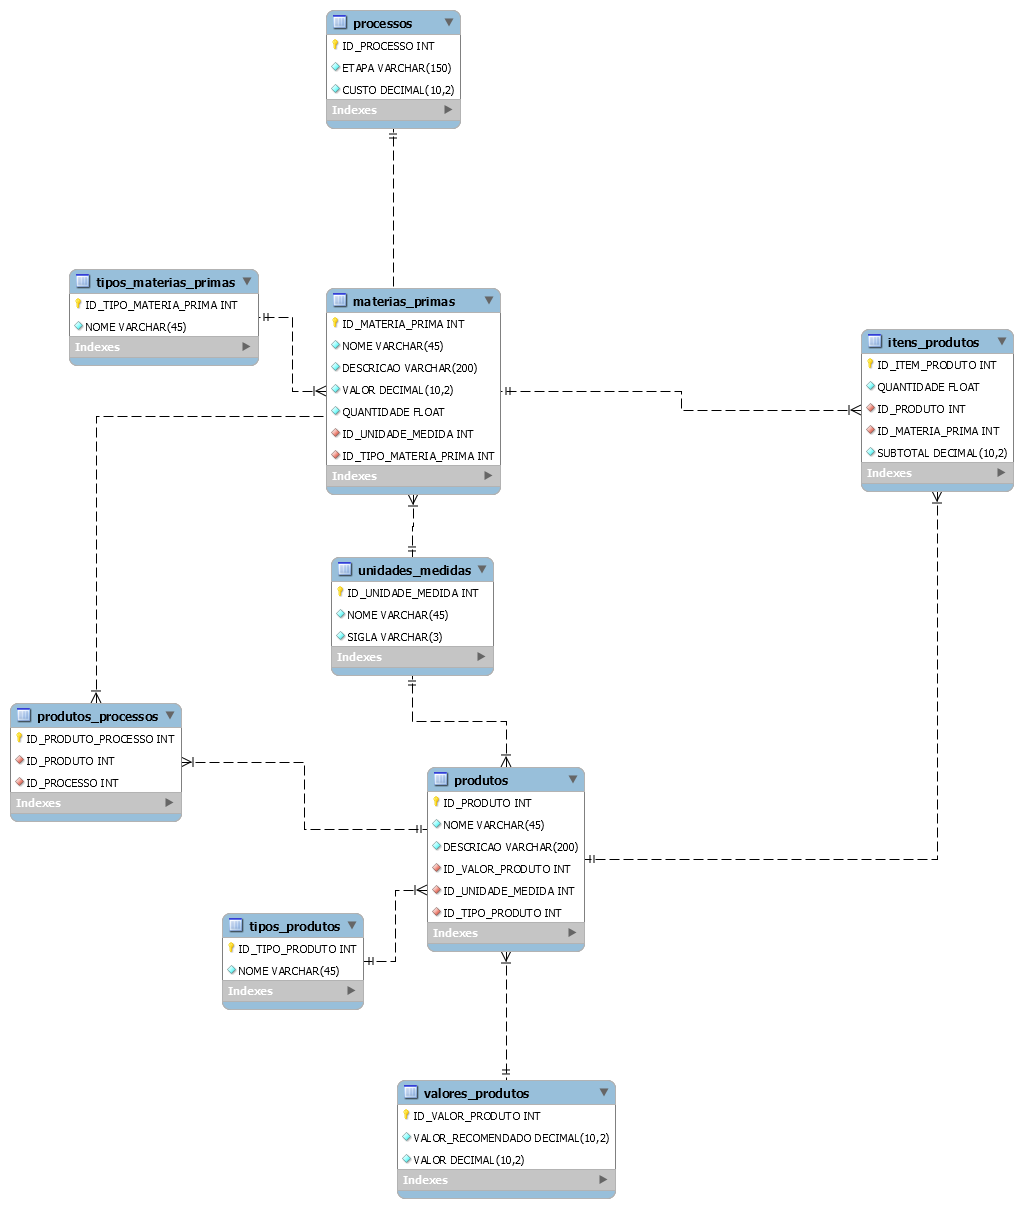 processos
ID_PROCESSO INT
ETAPA VARCHAR(150)
CUSTO DECIMAL(10,2)
Indexes
tipos_materias_primas
ID_TIPO_MATERIA_PRIMA INT
NOME VARCHAR(45)
Indexes
materias_primas
ID_MATERIA_PRIMA INT
NOME VARCHAR(45)
DESCRICAO VARCHAR(200)
VALOR DECIMAL(10,2)
QUANTIDADE FLOAT
ID_UNIDADE_MEDIDA INT
ID_TIPO_MATERIA_PRIMA INT
Indexes
itens_produtos
ID_ITEM_PRODUTO INT
QUANTIDADE FLOAT
ID_PRODUTO INT
ID_MATERIA_PRIMA INT
SUBTOTAL DECIMAL(10,2)
Indexes
unidades_medidas
ID_UNIDADE_MEDIDA INT
NOME VARCHAR(45)
SIGLA VARCHAR(3)
Indexes
produtos_processos
ID_PRODUTO_PROCESSO INT
ID_PRODUTO INT
ID_PROCESSO INT
Indexes
produtos
ID_PRODUTO INT
NOME VARCHAR(45)
DESCRICAO VARCHAR(200)
ID_VALOR_PRODUTO INT
ID_UNIDADE_MEDIDA INT
ID_TIPO_PRODUTO INT
Indexes
tipos_produtos
ID_TIPO_PRODUTO INT
NOME VARCHAR(45)
Indexes
valores_produtos
ID_VALOR_PRODUTO INT
VALOR_RECOMENDADO DECIMAL(10,2)
VALOR DECIMAL(10,2)
Indexes